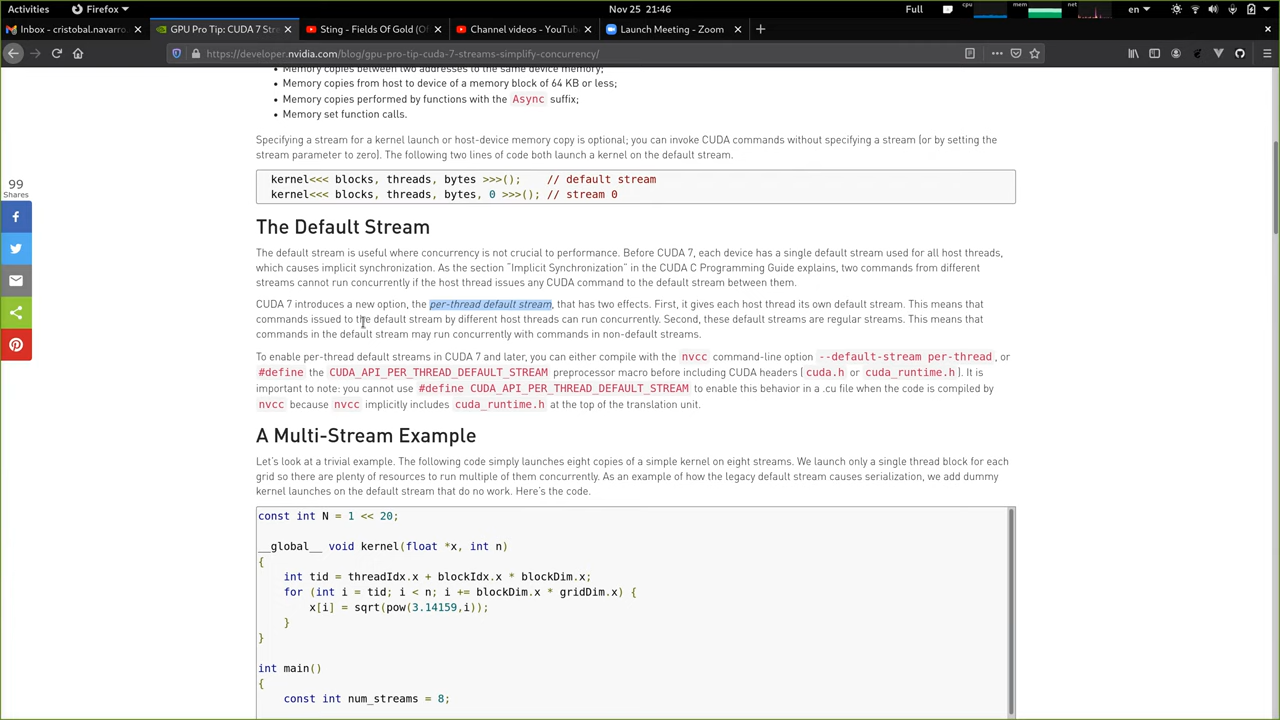 Activities
Firefox
Nov 25 21:46
Full
cpu
mem
net
en
Inbox - cristobal.navarro.
GPU Pro Tip: CUDA 7 Stre
Sting - Fields Of Gold (Of
Channel videos - YouTub
Launch Meeting - Zoom
https://developer.nvidia.com/blog/gpu-pro-tip-cuda-7-streams-simplify-concurrency/
Memory copies between two addresses to the same device memory;
Memory copies from host to device of a memory block of 64 KB or less;
Memory copies performed by functions with the Async suffix;
Memory set function calls.
Specifying a stream for a kernel launch or host-device memory copy is optional; you can invoke CUDA commands without specifying a stream (or by setting the
stream parameter to zero). The following two lines of code both launch a kernel on the default stream.
99
Shares
kernel<<< blocks, threads, bytes >>>();    // default stream
kernel<<< blocks, threads, bytes, 0 >>>(); // stream 0
The Default Stream
The default stream is useful where concurrency is not crucial to performance. Before CUDA 7, each device has a single default stream used for all host threads,
which causes implicit synchronization. As the section “Implicit Synchronization” in the CUDA C Programming Guide explains, two commands from different
streams cannot run concurrently if the host thread issues any CUDA command to the default stream between them.
CUDA 7 introduces a new option, the per-thread default stream, that has two effects. First, it gives each host thread its own default stream. This means that
commands issued to the default stream by different host threads can run concurrently. Second, these default streams are regular streams. This means that
commands in the default stream may run concurrently with commands in non-default streams.
To enable per-thread default streams in CUDA 7 and later, you can either compile with the nvcc command-line option --default-stream per-thread, or
#define the CUDA_API_PER_THREAD_DEFAULT_STREAM preprocessor macro before including CUDA headers (cuda.h or cuda_runtime.h). It is
important to note: you cannot use #define CUDA_API_PER_THREAD_DEFAULT_STREAM to enable this behavior in a .cu file when the code is compiled by
nvcc because nvcc implicitly includes cuda_runtime.h at the top of the translation unit.
A Multi-Stream Example
Let’s look at a trivial example. The following code simply launches eight copies of a simple kernel on eight streams. We launch only a single thread block for each
grid so there are plenty of resources to run multiple of them concurrently. As an example of how the legacy default stream causes serialization, we add dummy
kernel launches on the default stream that do no work. Here’s the code.
const int N = 1 << 20;
__global__ void kernel(float *x, int n)
{
    int tid = threadIdx.x + blockIdx.x * blockDim.x;
    for (int i = tid; i < n; i += blockDim.x * gridDim.x) {
        x[i] = sqrt(pow(3.14159,i));
    }
}
int main()
{
    const int num_streams = 8;